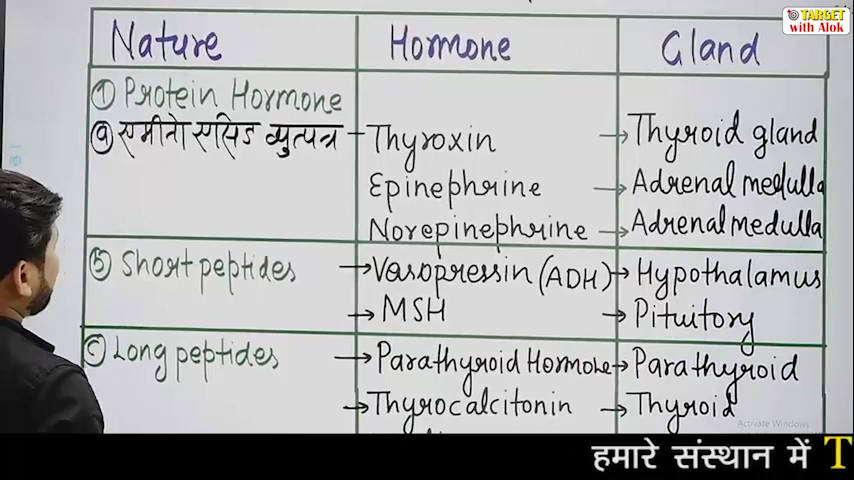 TARGET
with Alok
Nature Hormone Gland
① Protein Hormone
ⓐ एमीनो एसिड व्युत्पन्न - Thyroxin → Thyroid gland
Epinephrine → Adrenal medulla
Norepinephrine → Adrenal medulla
ⓑ Short peptides → Vasopressin (ADH) → Hypothalamus
→ MSH → Pituitory
ⓒ Long peptides → Parathyroid Hormone → Parathyroid
→ Thyrocalcitonin → Thyroid
Activate Windows
हमारे संस्थान में T